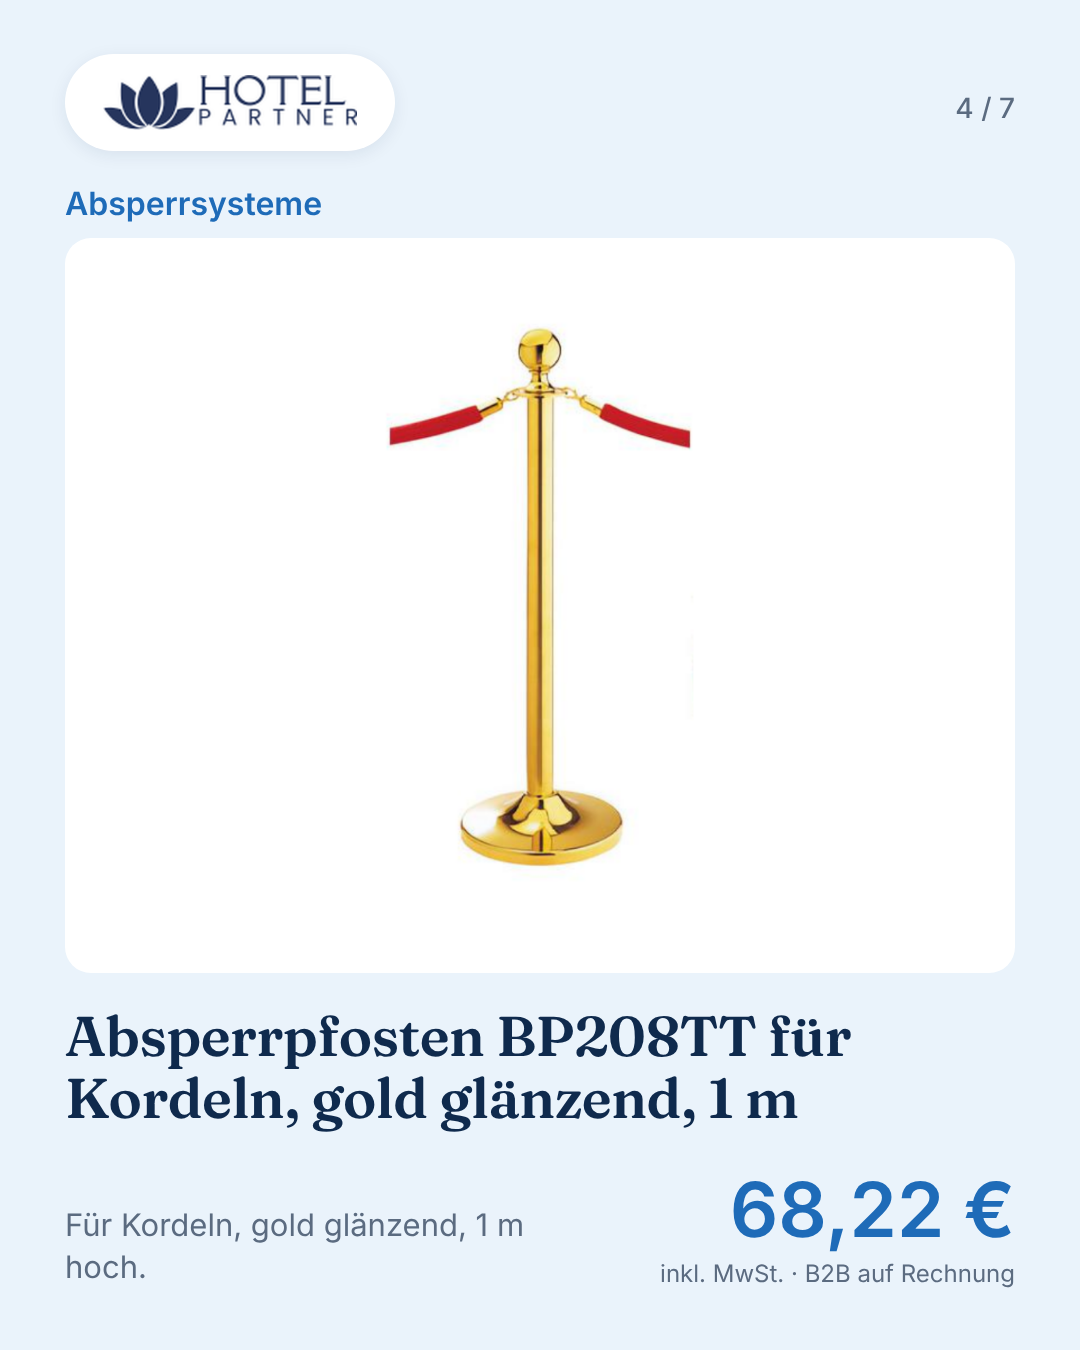 HOTEL
PARTNER
4 / 7
Absperrsysteme
Absperrpfosten BP208TT für
Kordeln, gold glänzend, 1 m
Für Kordeln, gold glänzend, 1 m
hoch.
68,22 €
inkl. MwSt. · B2B auf Rechnung